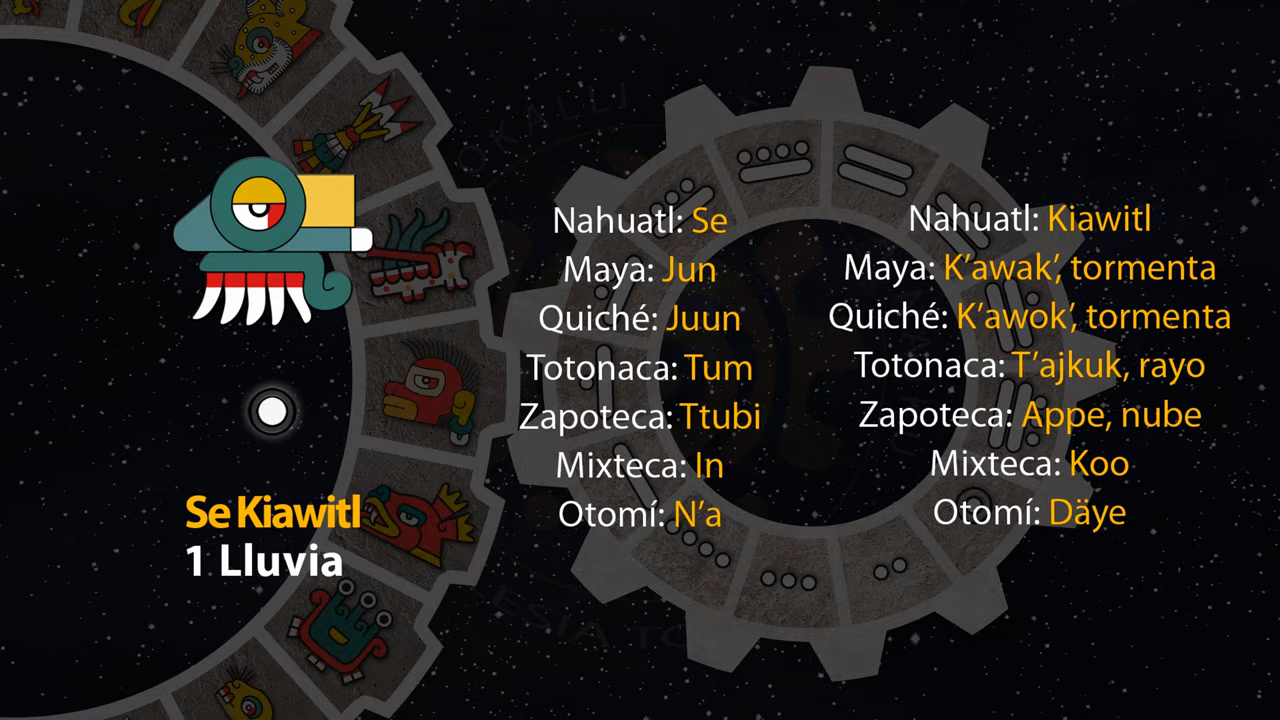 Nahuatl: Se
Maya: Jun
Quiché: Juun
Totonaca: Tum
Zapoteca: Ttubi
Mixteca: In
Otomí: N’a
Nahuatl: Kiawitl
Maya: K’awak’, tormenta
Quiché: K’awok’, tormenta
Totonaca: T’ajkuk, rayo
Zapoteca: Appe, nube
Mixteca: Koo
Otomí: Däye
Se Kiawitl
1 Lluvia